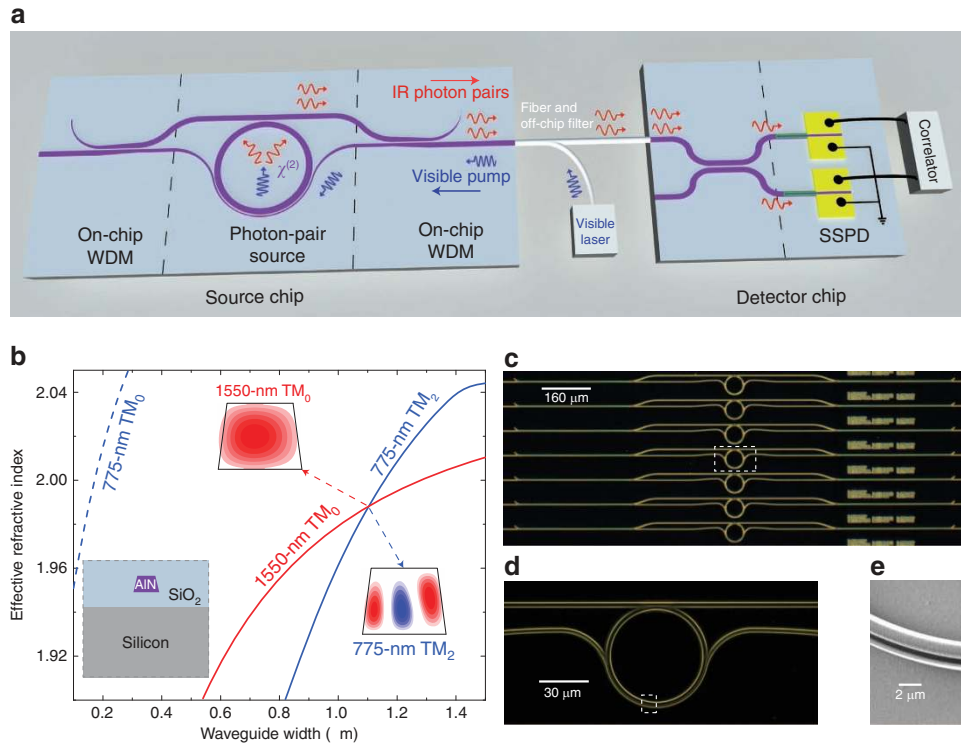 a
IR photon pairs
Fiber and
off-chip filter
χ(2)
Visible pump
Visible
laser
Correlator
On-chip
WDM
Photon-pair
source
On-chip
WDM
SSPD
Source chip
Detector chip
b
2.04
2.00
1.96
1.92
Effective refractive index
775-nm TM0
1550-nm TM0
775-nm TM2
1550-nm TM0
775-nm TM2
AlN
SiO2
Silicon
0.2 0.4 0.6 0.8 1.0 1.2 1.4
Waveguide width ( m)
c
160 μm
d
30 μm
e
2 μm